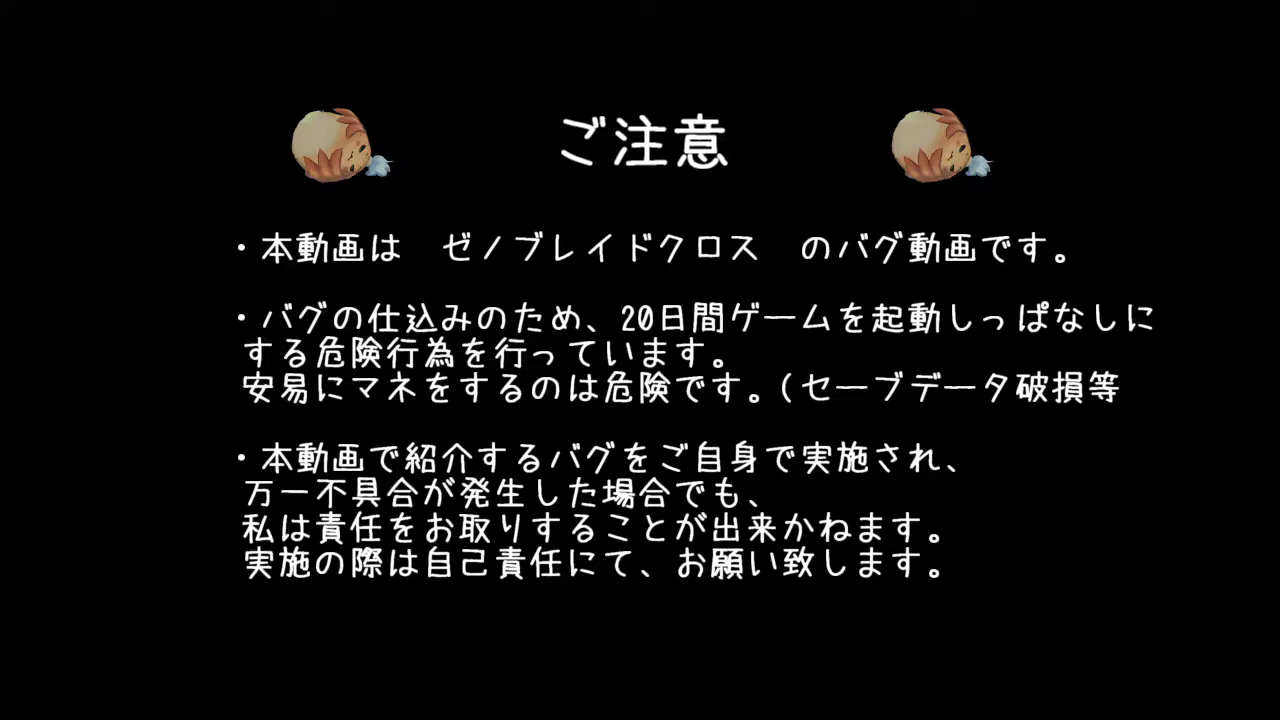 ご注意
・本動画は　ゼノブレイドクロス　のバグ動画です。
・バグの仕込みのため、20日間ゲームを起動しっぱなしに
する危険行為を行っています。
安易にマネをするのは危険です。(セーブデータ破損等
・本動画で紹介するバグをご自身で実施され、
万一不具合が発生した場合でも、
私は責任をお取りすることが出来かねます。
実施の際は自己責任にて、お願い致します。